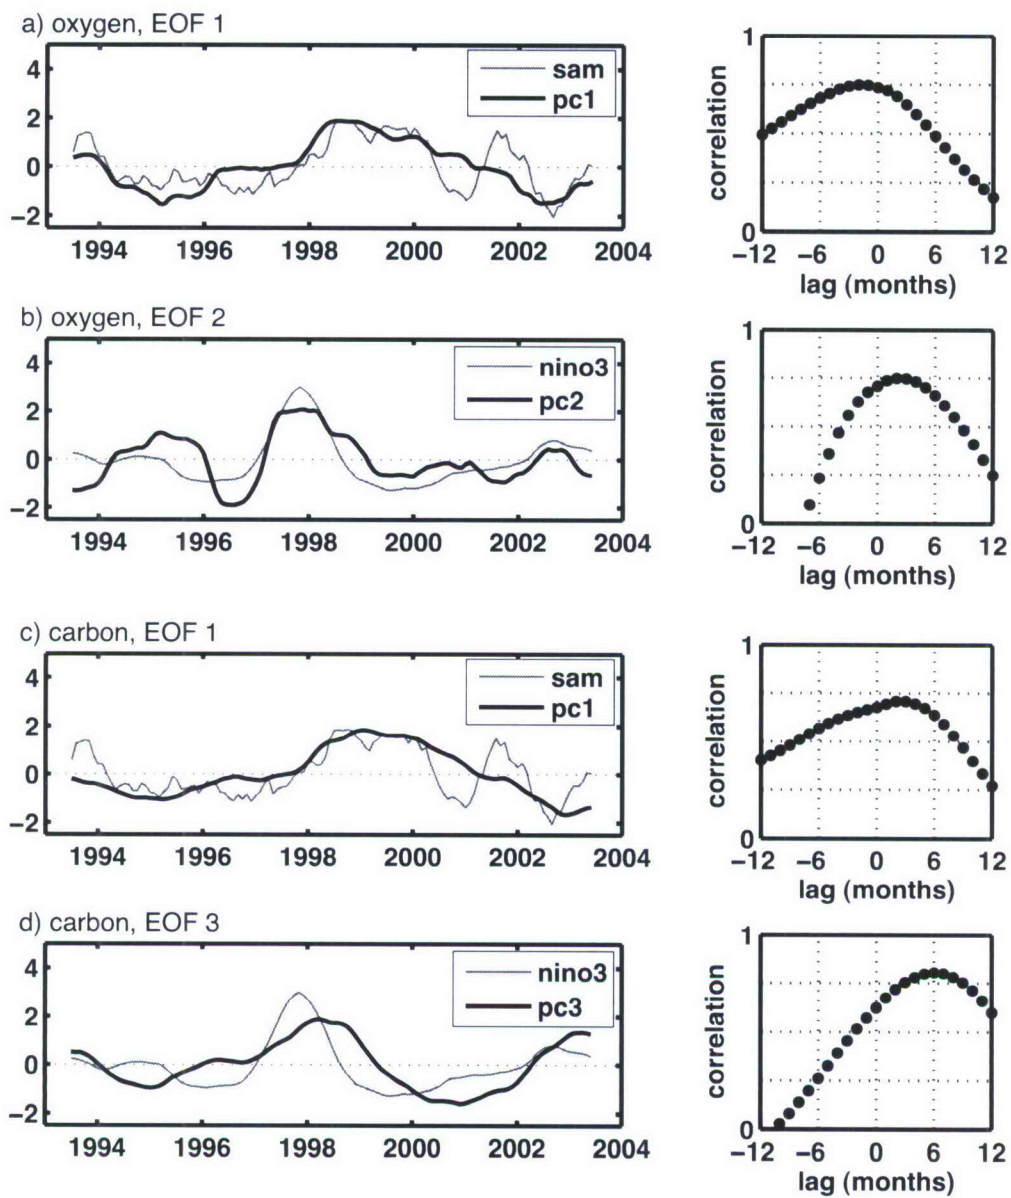 a) oxygen, EOF 1
4
2
0
−2
sam
pc1
1994 1996 1998 2000 2002 2004
1
correlation
0
−12 −6 0 6 12
lag (months)
b) oxygen, EOF 2
4
2
0
−2
nino3
pc2
1994 1996 1998 2000 2002 2004
1
correlation
0
−12 −6 0 6 12
lag (months)
c) carbon, EOF 1
4
2
0
−2
sam
pc1
1994 1996 1998 2000 2002 2004
1
correlation
0
−12 −6 0 6 12
lag (months)
d) carbon, EOF 3
4
2
0
−2
nino3
pc3
1994 1996 1998 2000 2002 2004
1
correlation
0
−12 −6 0 6 12
lag (months)